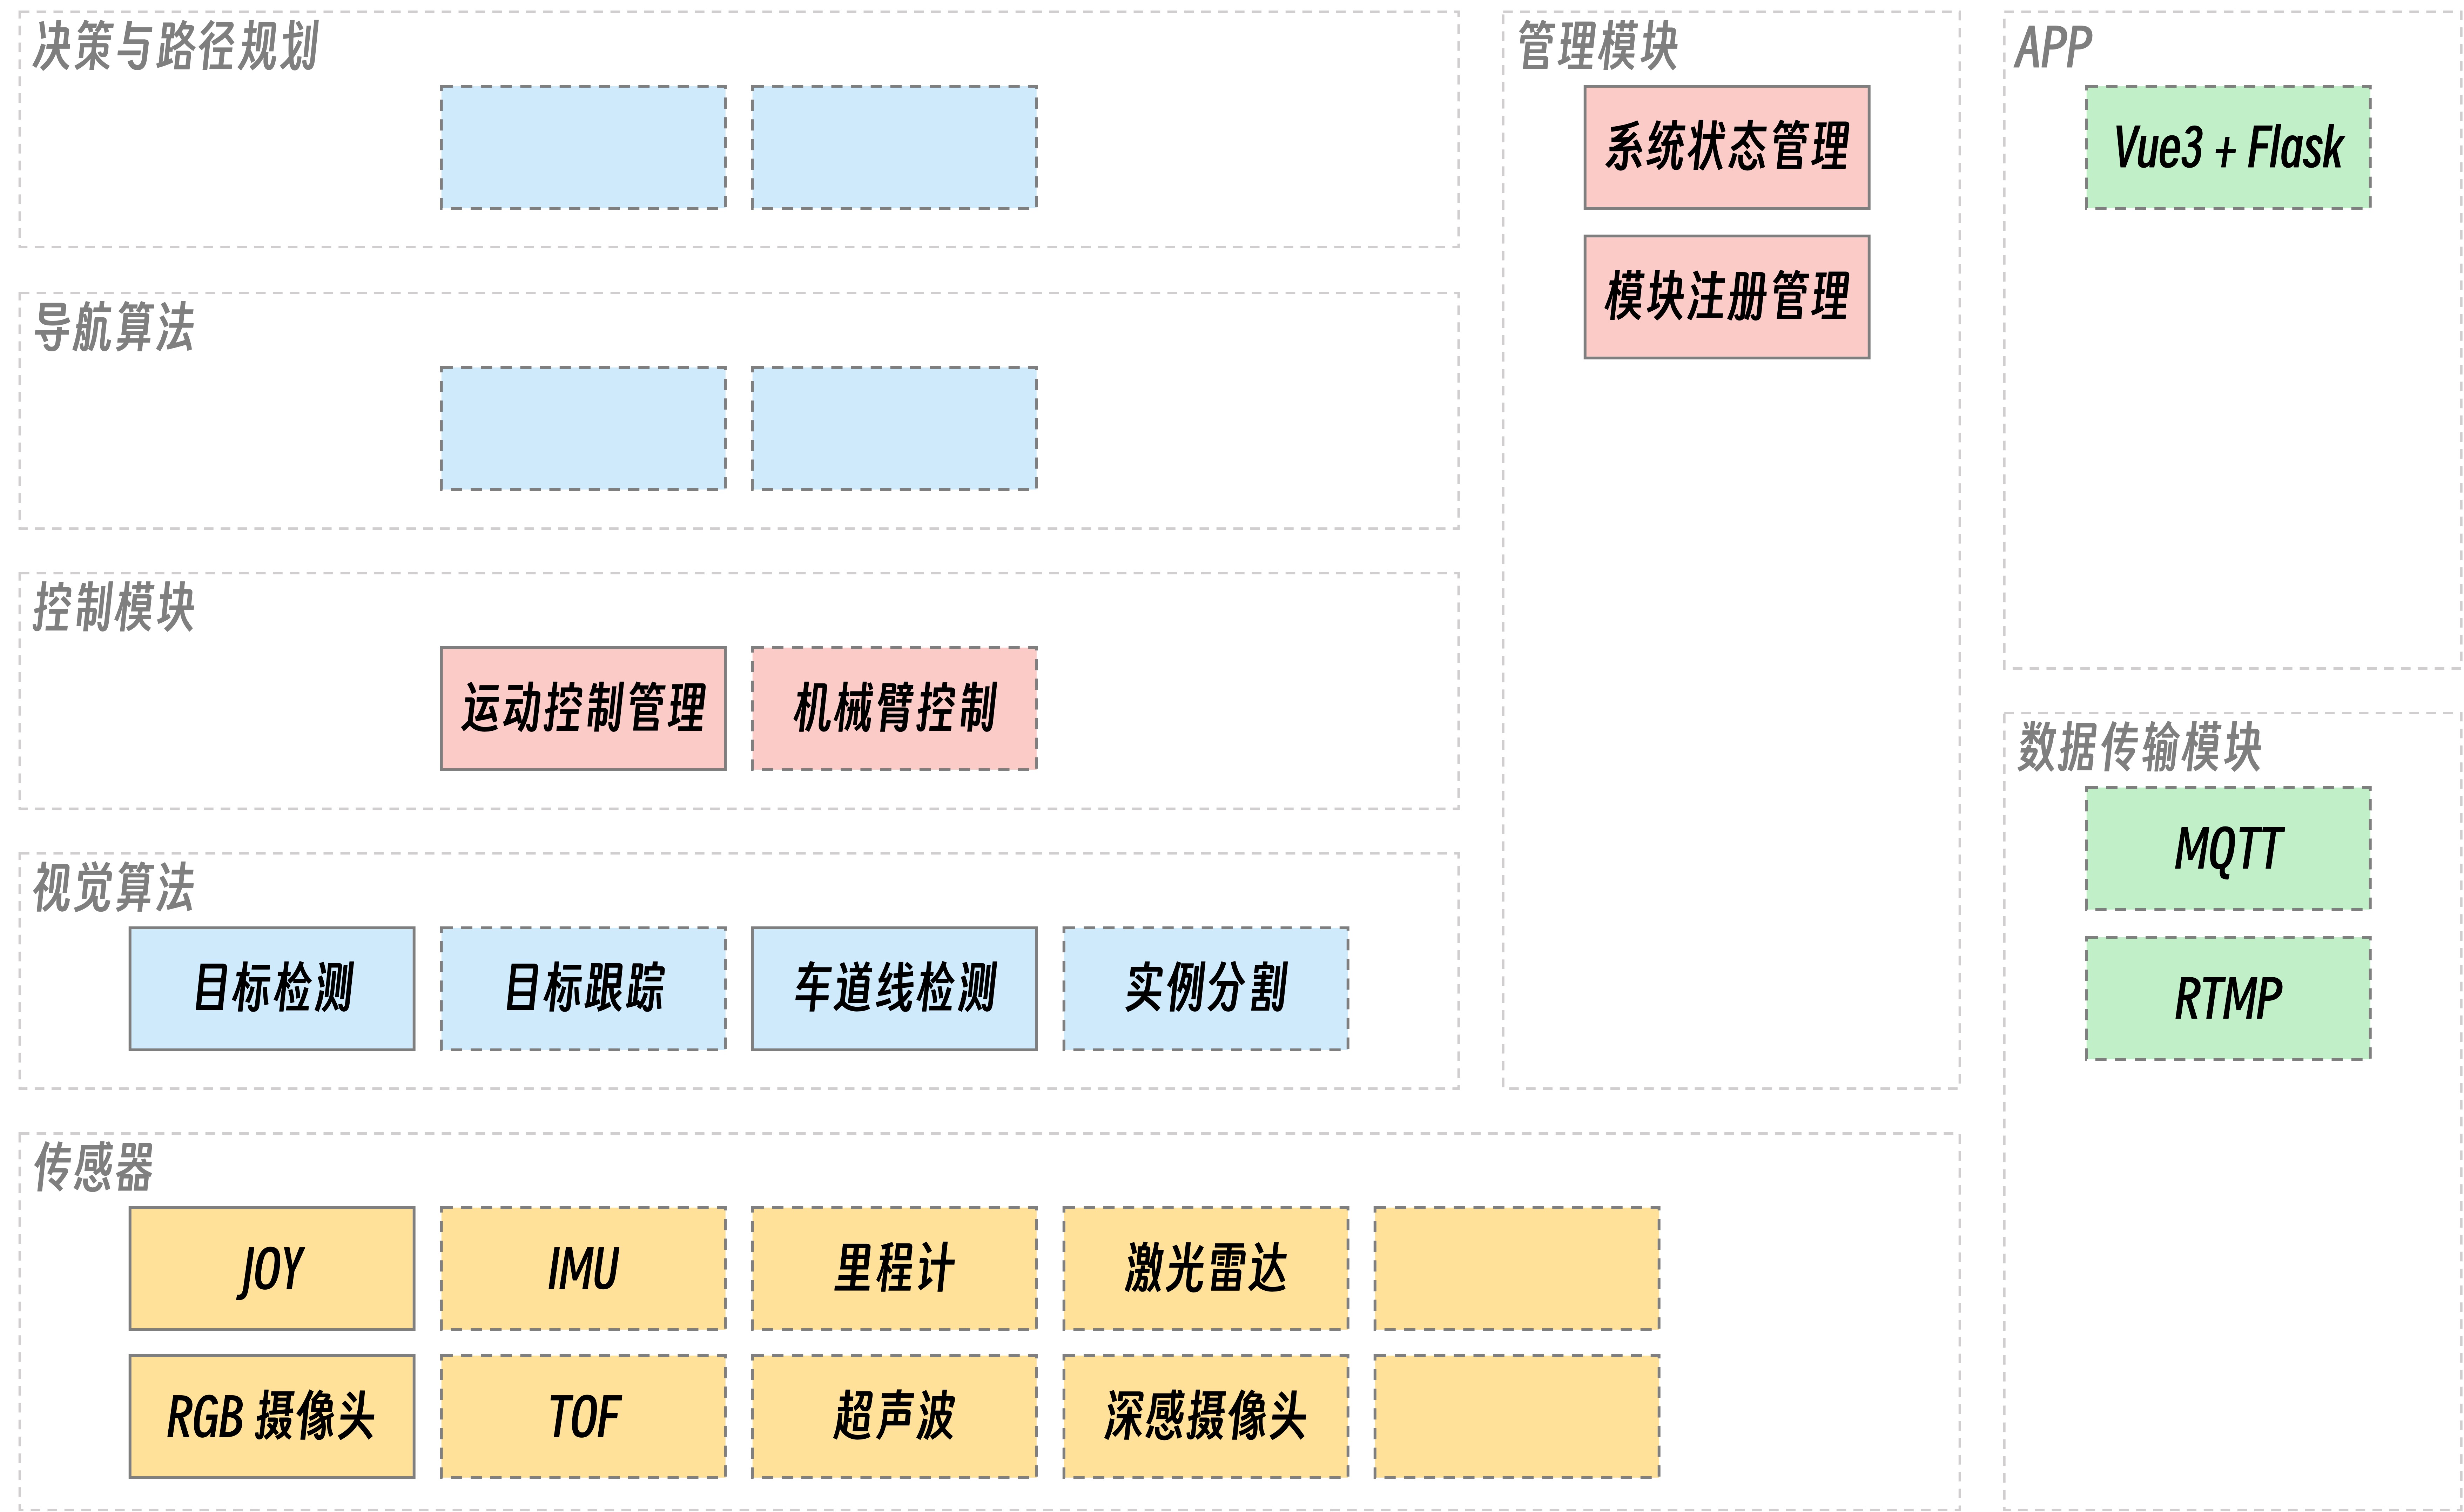 决策与路径规划
导航算法
控制模块
运动控制管理
机械臂控制
视觉算法
目标检测
目标跟踪
车道线检测
实例分割
传感器
JOY
IMU
里程计
激光雷达
RGB 摄像头
TOF
超声波
深感摄像头
管理模块
系统状态管理
模块注册管理
APP
Vue3 + Flask
数据传输模块
MQTT
RTMP